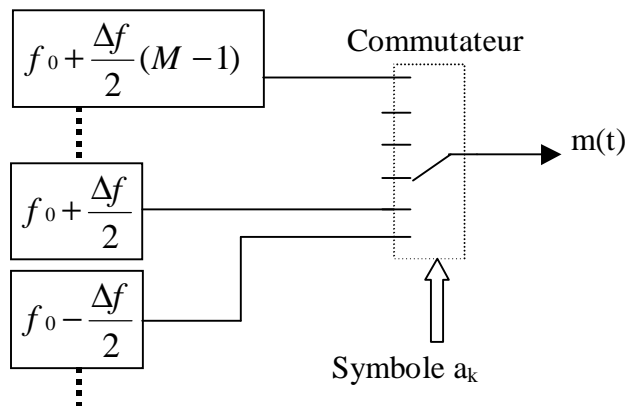 Commutateur
f₀ + Δf/2 (M − 1)
m(t)
f₀ + Δf/2
f₀ − Δf/2
Symbole aₖ